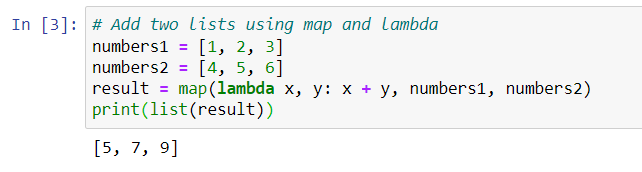 In [3]: # Add two lists using map and lambda
numbers1 = [1, 2, 3]
numbers2 = [4, 5, 6]
result = map(lambda x, y: x + y, numbers1, numbers2)
print(list(result))
[5, 7, 9]